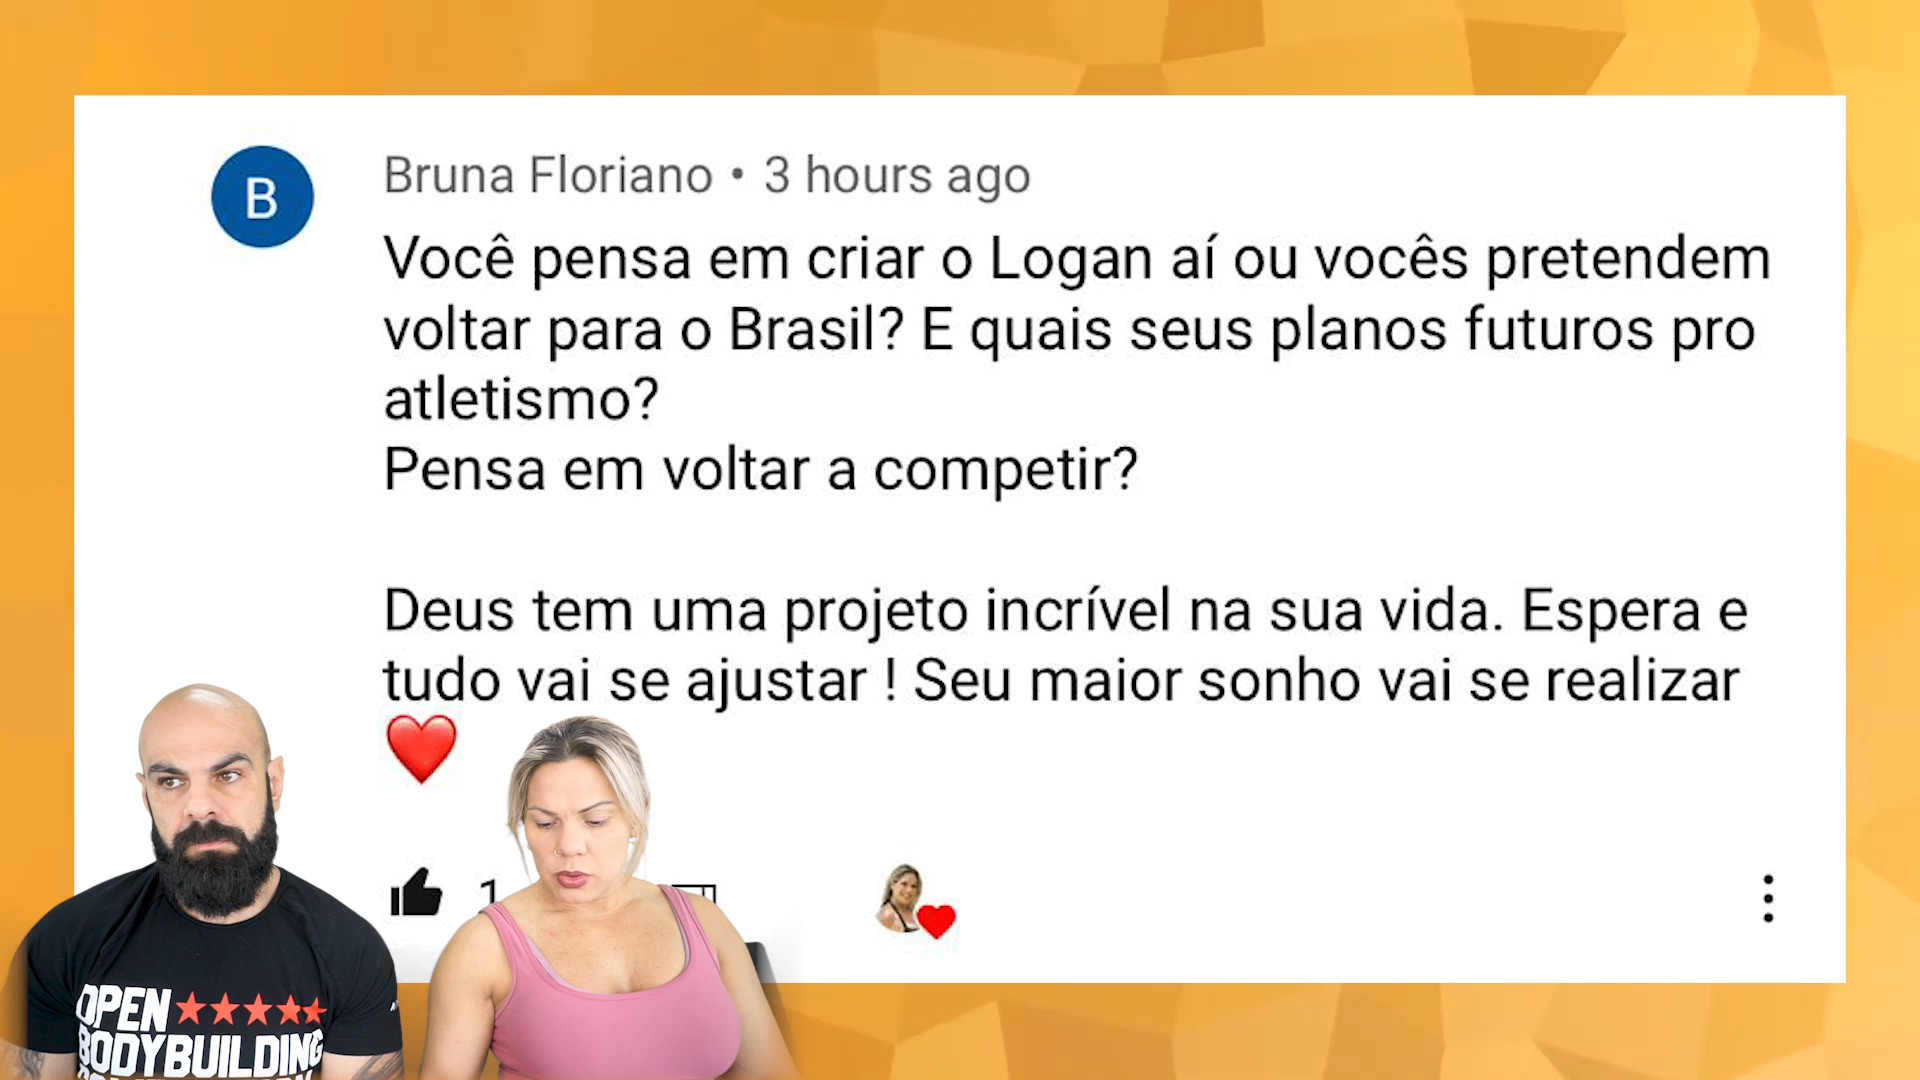 B
Bruna Floriano • 3 hours ago
Você pensa em criar o Logan aí ou vocês pretendem
voltar para o Brasil? E quais seus planos futuros pro
atletismo?
Pensa em voltar a competir?
Deus tem uma projeto incrível na sua vida. Espera e
tudo vai se ajustar ! Seu maior sonho vai se realizar
❤️
1
OPEN ★★★★★
BODYBUILDING